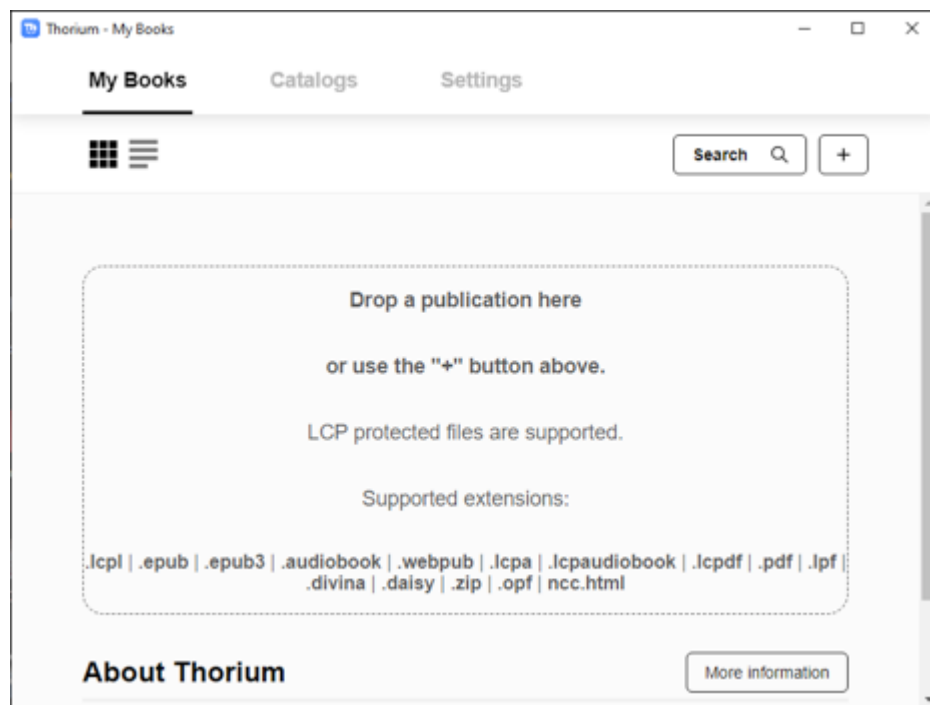 Thorium - My Books
My Books Catalogs Settings
Search +
Drop a publication here
or use the "+" button above.
LCP protected files are supported.
Supported extensions:
.lcpl | .epub | .epub3 | .audiobook | .webpub | .lcpa | .lcpaudiobook | .lcpdf | .pdf | .lpf |
.divina | .daisy | .zip | .opf | ncc.html
About Thorium More information